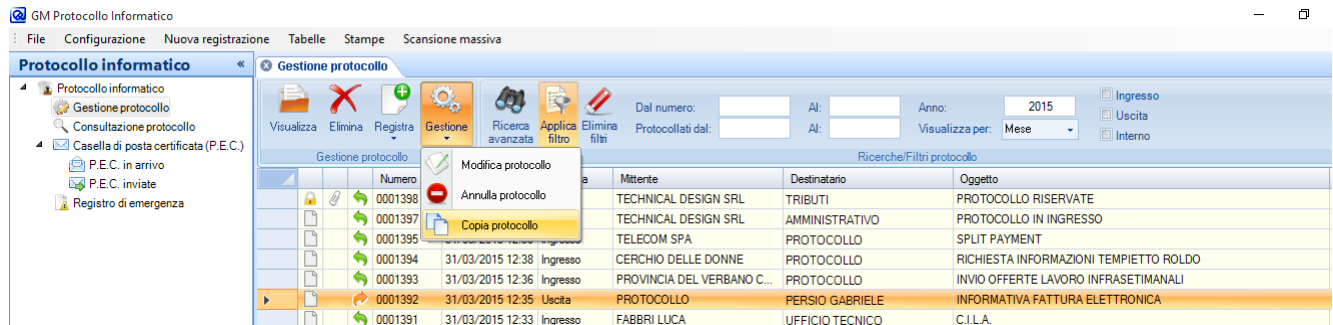 GM Protocollo Informatico
File Configurazione Nuova registrazione Tabelle Stampe Scansione massiva
Protocollo informatico «
Protocollo informatico
Gestione protocollo
Consultazione protocollo
Casella di posta certificata (P.E.C.)
P.E.C. in arrivo
P.E.C. inviate
Registro di emergenza
Gestione protocollo
Visualizza Elimina Registra Gestione Ricerca avanzata Applica filtro Elimina filtri
Dal numero: Al: Anno: 2015
Protocollati dal: Al: Visualizza per: Mese
Ingresso
Uscita
Interno
Gestione protocollo Ricerche/Filtri protocollo
Modifica protocollo
Annulla protocollo
Copia protocollo
Numero a Mittente Destinatario Oggetto
0001398 TECHNICAL DESIGN SRL TRIBUTI PROTOCOLLO RISERVATE
0001397 TECHNICAL DESIGN SRL AMMINISTRATIVO PROTOCOLLO IN INGRESSO
0001395 TELECOM SPA PROTOCOLLO SPLIT PAYMENT
0001394 31/03/2015 12:38 Ingresso CERCHIO DELLE DONNE PROTOCOLLO RICHIESTA INFORMAZIONI TEMPIETTO ROLDO
0001393 31/03/2015 12:36 Ingresso PROVINCIA DEL VERBANO C... PROTOCOLLO INVIO OFFERTE LAVORO INFRASETIMANALI
0001392 31/03/2015 12:35 Uscita PROTOCOLLO PERSIO GABRIELE INFORMATIVA FATTURA ELETTRONICA
0001391 31/03/2015 12:33 Ingresso FABBRI LUCA UFFICIO TECNICO C.I.L.A.